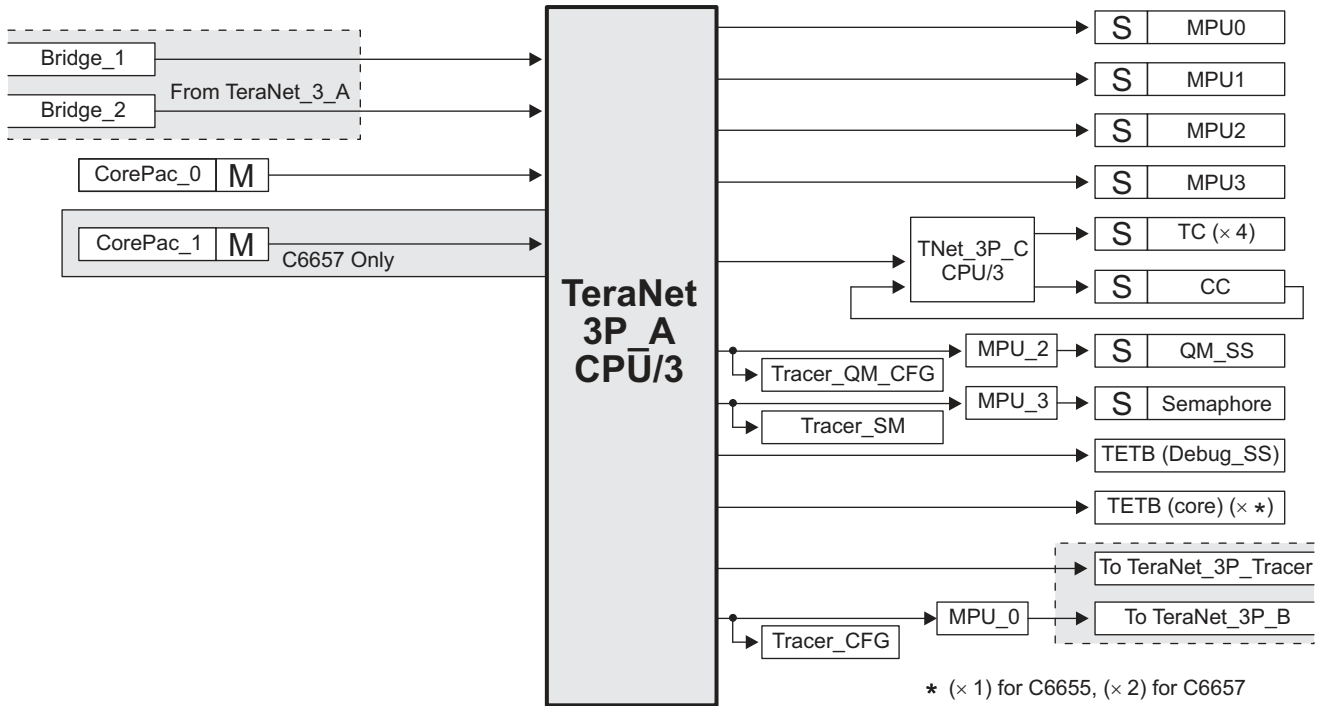 Bridge_1
From TeraNet_3_A
Bridge_2
CorePac_0 M
CorePac_1 M
C6657 Only
TeraNet
3P_A
CPU/3
S MPU0
S MPU1
S MPU2
S MPU3
TNet_3P_C
CPU/3
S TC (× 4)
S CC
MPU_2
S QM_SS
Tracer_QM_CFG
MPU_3
S Semaphore
Tracer_SM
TETB (Debug_SS)
TETB (core) (× *)
To TeraNet_3P_Tracer
MPU_0
To TeraNet_3P_B
Tracer_CFG
* (× 1) for C6655, (× 2) for C6657